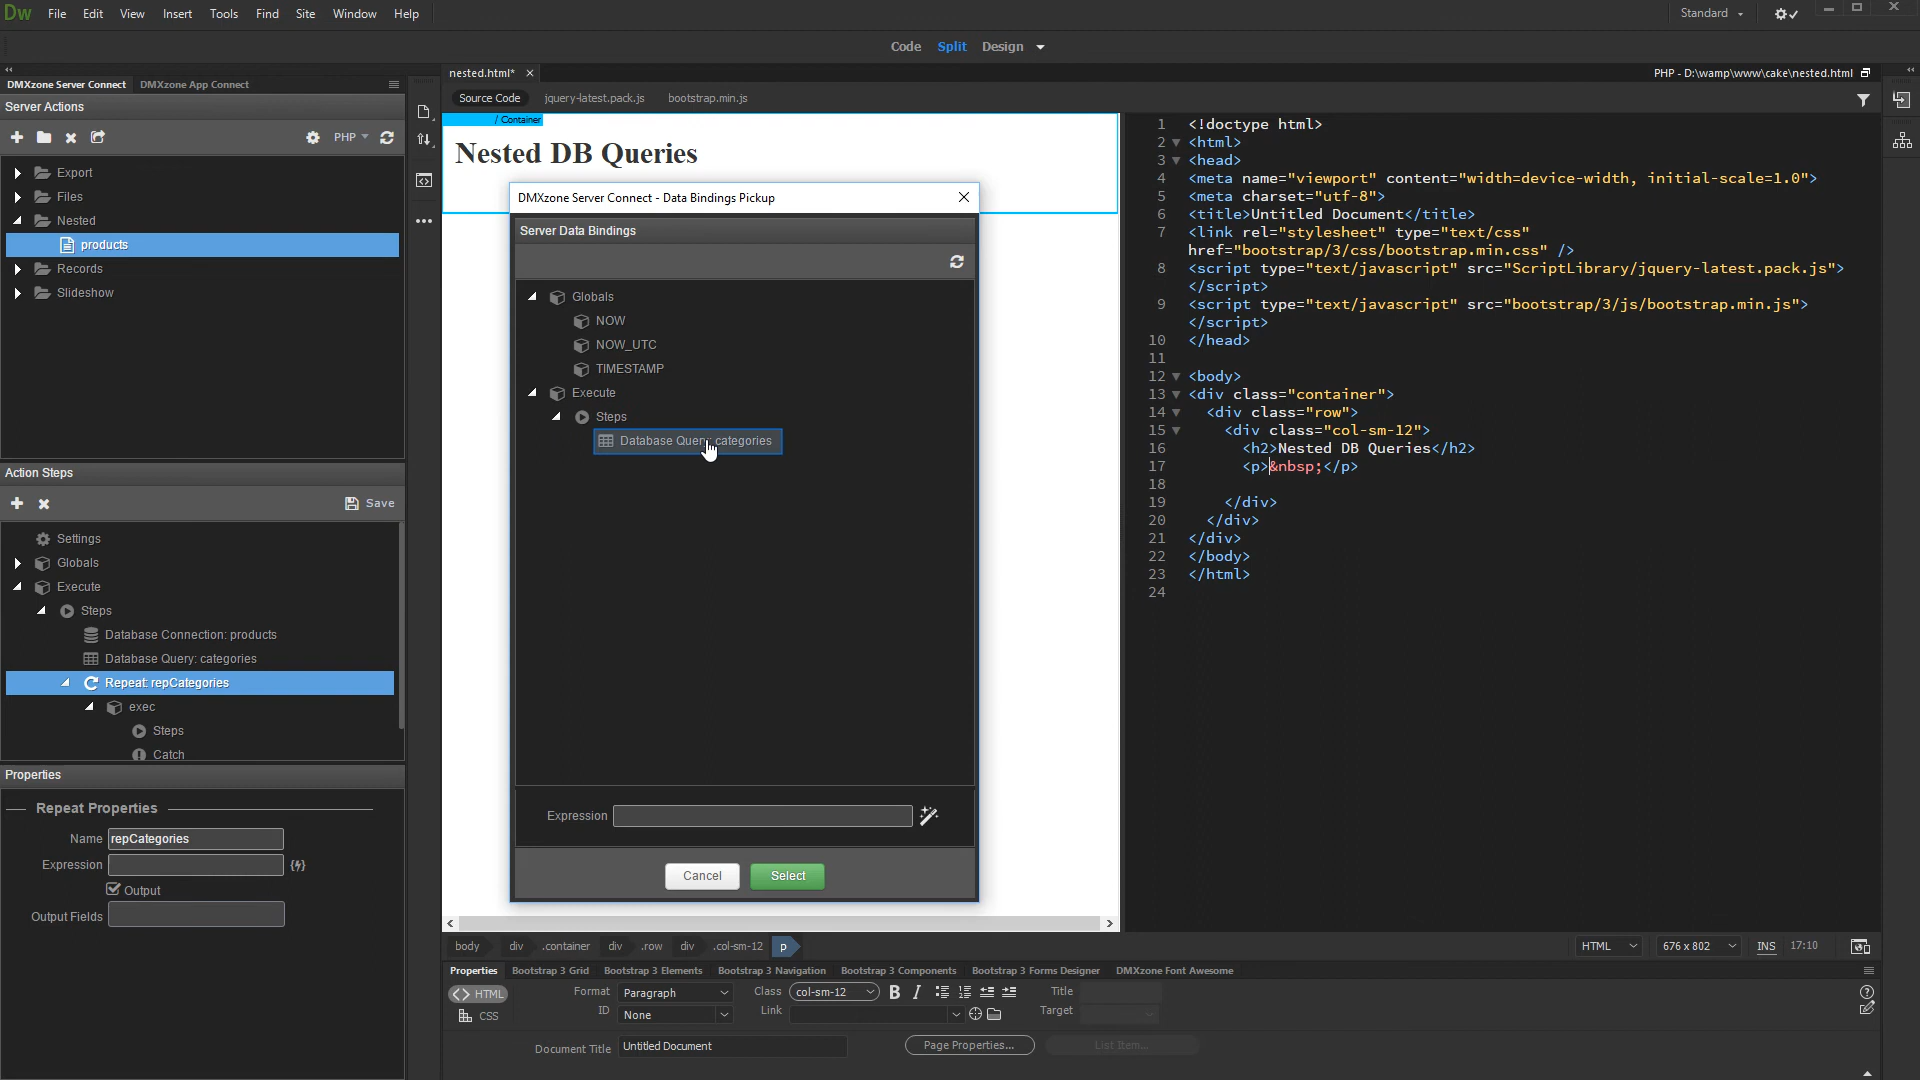 Dw File Edit View Insert Tools Find Site Window Help
Standard
Code Split Design
DMXzone Server Connect DMXzone App Connect
Server Actions
PHP
Export
Files
Nested
products
Records
Slideshow
Action Steps
Save
Settings
Globals
Execute
Steps
Database Connection: products
Database Query: categories
Repeat: repCategories
exec
Steps
Catch
Properties
Repeat Properties
Name repCategories
Expression
Output
Output Fields
nested.html*
PHP - D:\wamp\www\cake\nested.html
Source Code jquery-latest.pack.js bootstrap.min.js
/ Container
Nested DB Queries
DMXzone Server Connect - Data Bindings Pickup
Server Data Bindings
Globals
NOW
NOW_UTC
TIMESTAMP
Execute
Steps
Database Query: categories
Expression
Cancel Select
1 <!doctype html>
2 <html>
3 <head>
4 <meta name="viewport" content="width=device-width, initial-scale=1.0">
5 <meta charset="utf-8">
6 <title>Untitled Document</title>
7 <link rel="stylesheet" type="text/css"
href="bootstrap/3/css/bootstrap.min.css" />
8 <script type="text/javascript" src="ScriptLibrary/jquery-latest.pack.js">
</script>
9 <script type="text/javascript" src="bootstrap/3/js/bootstrap.min.js">
</script>
10 </head>
11
12 <body>
13 <div class="container">
14 <div class="row">
15 <div class="col-sm-12">
16 <h2>Nested DB Queries</h2>
17 <p>&nbsp;</p>
18
19 </div>
20 </div>
21 </div>
22 </body>
23 </html>
24
body div .container div .row div .col-sm-12 p
HTML 676 x 802 INS 17:10
Properties Bootstrap 3 Grid Bootstrap 3 Elements Bootstrap 3 Navigation Bootstrap 3 Components Bootstrap 3 Forms Designer DMXzone Font Awesome
<> HTML Format Paragraph Class col-sm-12 B I Title
CSS ID None Link Target
Document Title Untitled Document Page Properties... List Item...